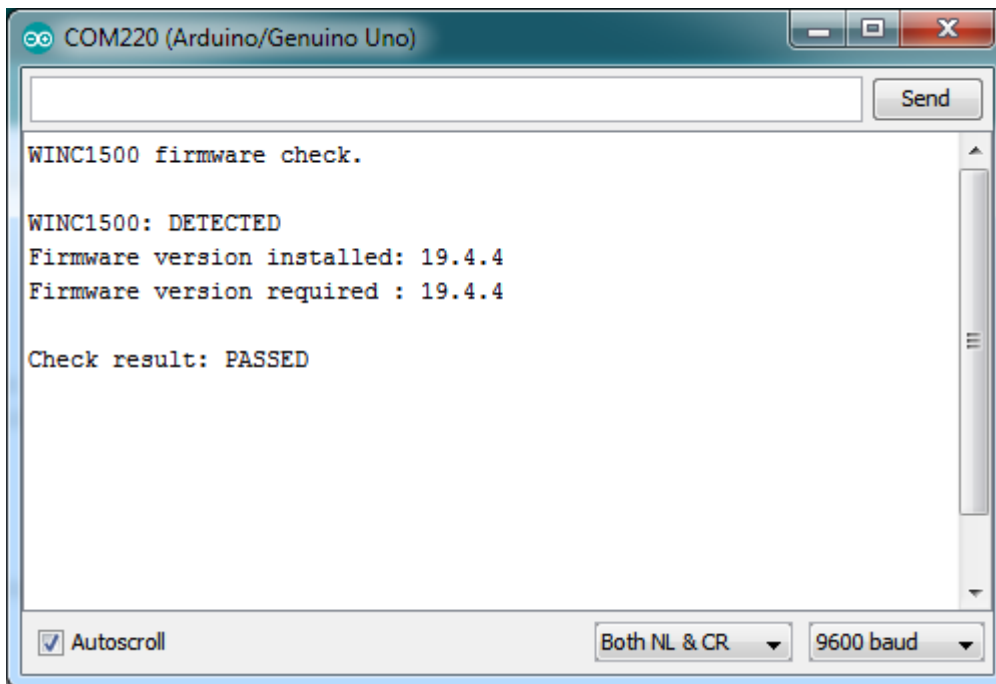 COM220 (Arduino/Genuino Uno)
Send
WINC1500 firmware check.
WINC1500: DETECTED
Firmware version installed: 19.4.4
Firmware version required : 19.4.4
Check result: PASSED
Autoscroll
Both NL & CR
9600 baud